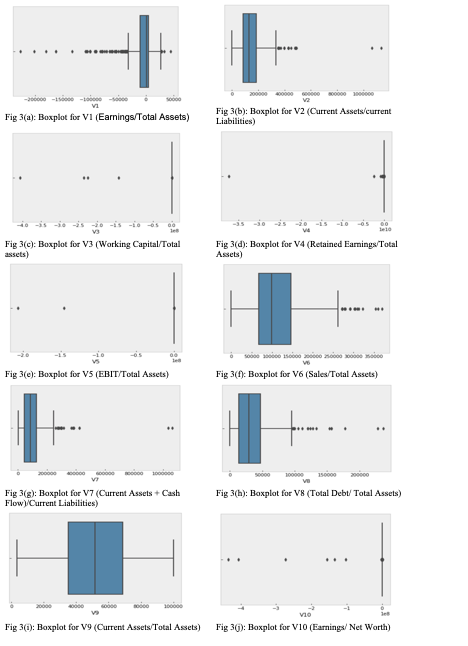 -200000 -150000 -100000 -50000 0 50000
V1
Fig 3(a): Boxplot for V1 (Earnings/Total Assets)
0 200000 400000 600000 800000 1000000
V2
Fig 3(b): Boxplot for V2 (Current Assets/current
Liabilities)
-4.0 -3.5 -3.0 -2.5 -2.0 -1.5 -1.0 -0.5 0.0
1e8
V3
Fig 3(c): Boxplot for V3 (Working Capital/Total
assets)
-3.5 -3.0 -2.5 -2.0 -1.5 -1.0 -0.5 0.0
1e10
V4
Fig 3(d): Boxplot for V4 (Retained Earnings/Total
Assets)
-2.0 -1.5 -1.0 -0.5 0.0
1e8
V5
Fig 3(e): Boxplot for V5 (EBIT/Total Assets)
0 50000 100000 150000 200000 250000 300000 350000
V6
Fig 3(f): Boxplot for V6 (Sales/Total Assets)
0 200000 400000 600000 800000 1000000
V7
Fig 3(g): Boxplot for V7 (Current Assets + Cash
Flow)/Current Liabilities)
0 50000 100000 150000 200000
V8
Fig 3(h): Boxplot for V8 (Total Debt/ Total Assets)
0 20000 40000 60000 80000 100000
V9
Fig 3(i): Boxplot for V9 (Current Assets/Total Assets)
-4 -3 -2 -1 0
1e8
V10
Fig 3(j): Boxplot for V10 (Earnings/ Net Worth)